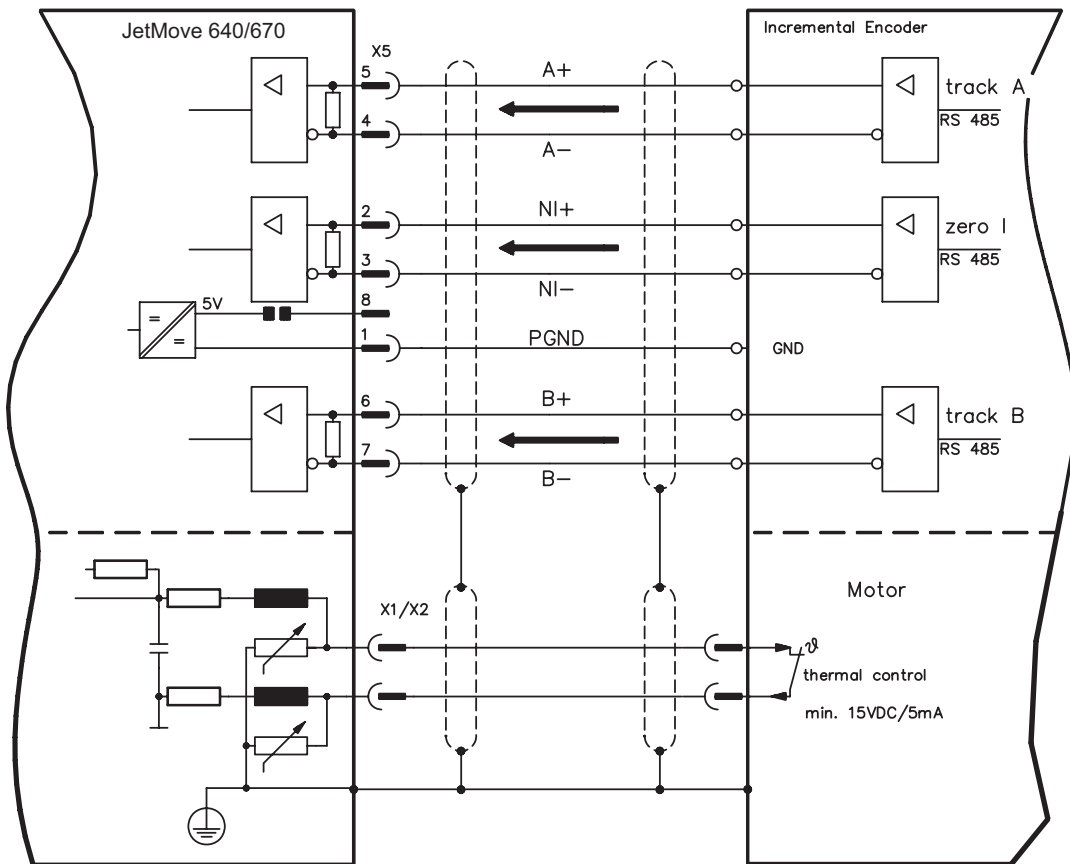 JetMove 640/670
X5
Incremental Encoder
5
A+
track A
RS 485
4
A-
2
NI+
zero I
RS 485
3
NI-
5V
8
=
=
1
PGND
GND
6
B+
track B
RS 485
7
B-
X1/X2
Motor
ϑ
thermal control
min. 15VDC/5mA